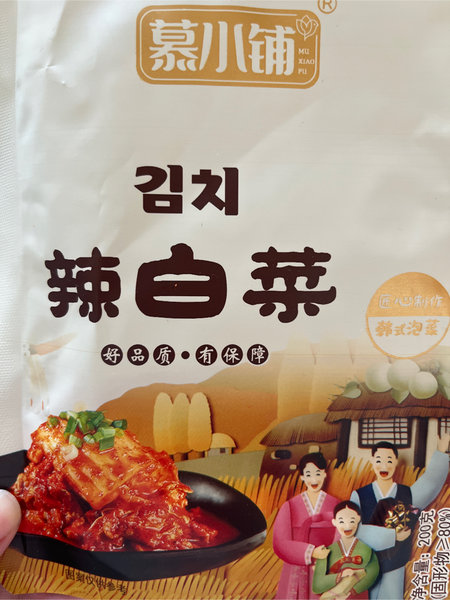 慕小铺®
MU
XIAO
PU
김치
辣白菜
匠心制作
韩式泡菜
好品质·有保障
净含量:200克
(固形物≥80%)